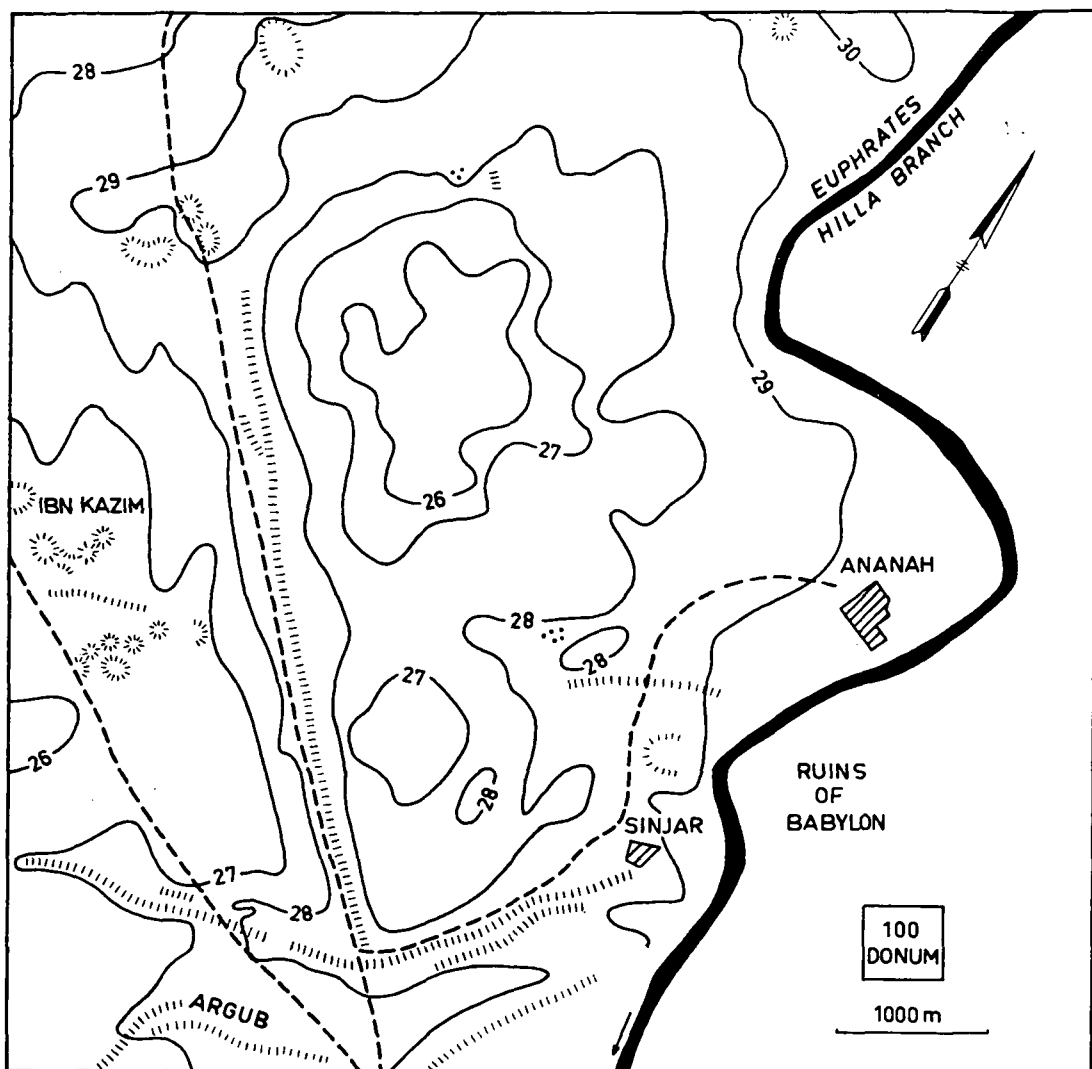 28
30
EUPHRATES
HILLA BRANCH
29
29
27
26
IBN KAZIM
ANANAH
28
28
27
26
28
RUINS
OF
BABYLON
SINJAR
27
28
100
DONUM
ARGUB
1000 m